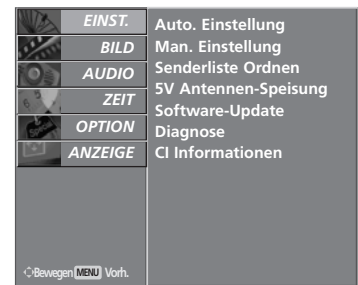 EINST.
BILD
AUDIO
ZEIT
OPTION
ANZEIGE
Auto. Einstellung
Man. Einstellung
Senderliste Ordnen
5V Antennen-Speisung
Software-Update
Diagnose
CI Informationen
Bewegen MENU Vorh.